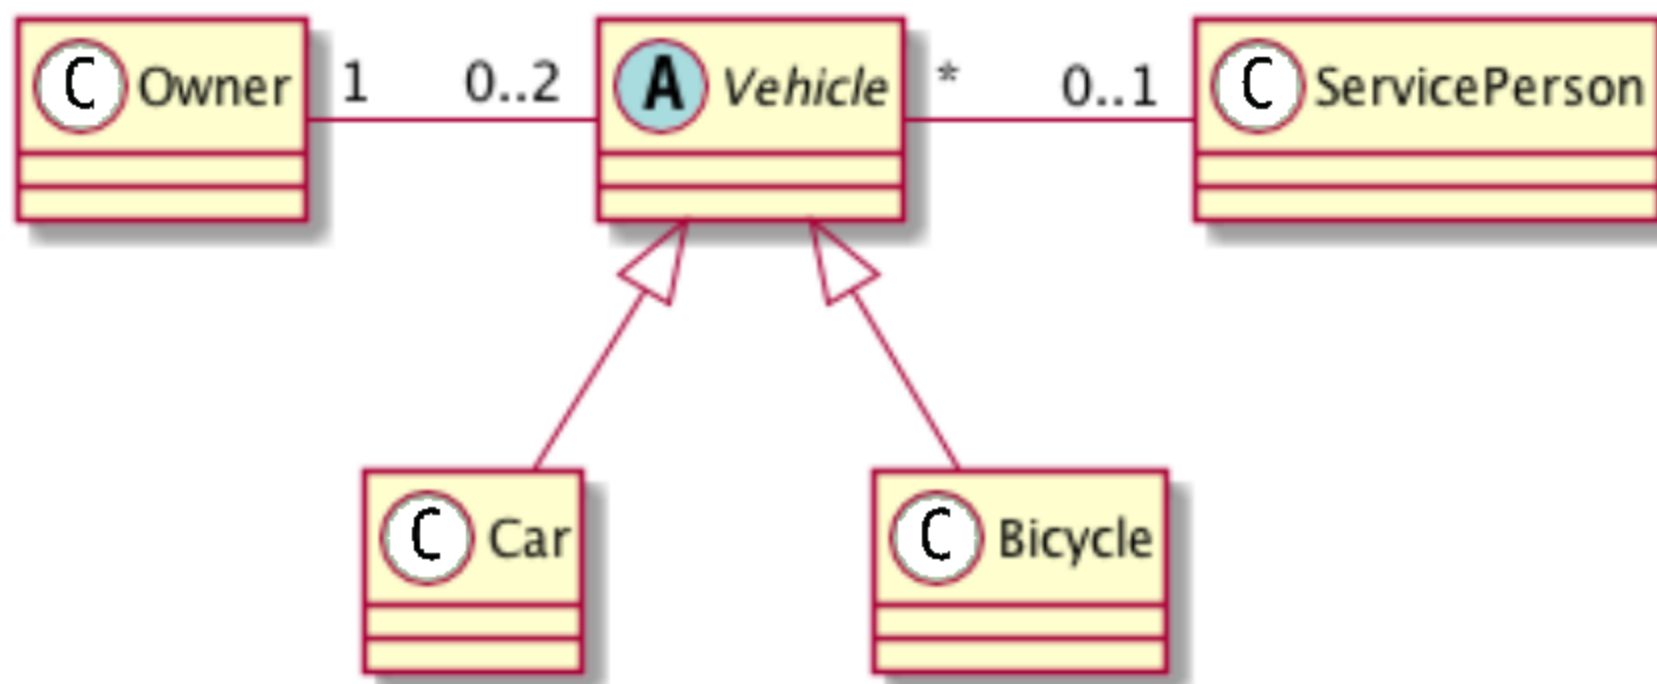 C Owner 1 0..2 A Vehicle * 0..1 C ServicePerson
C Car C Bicycle